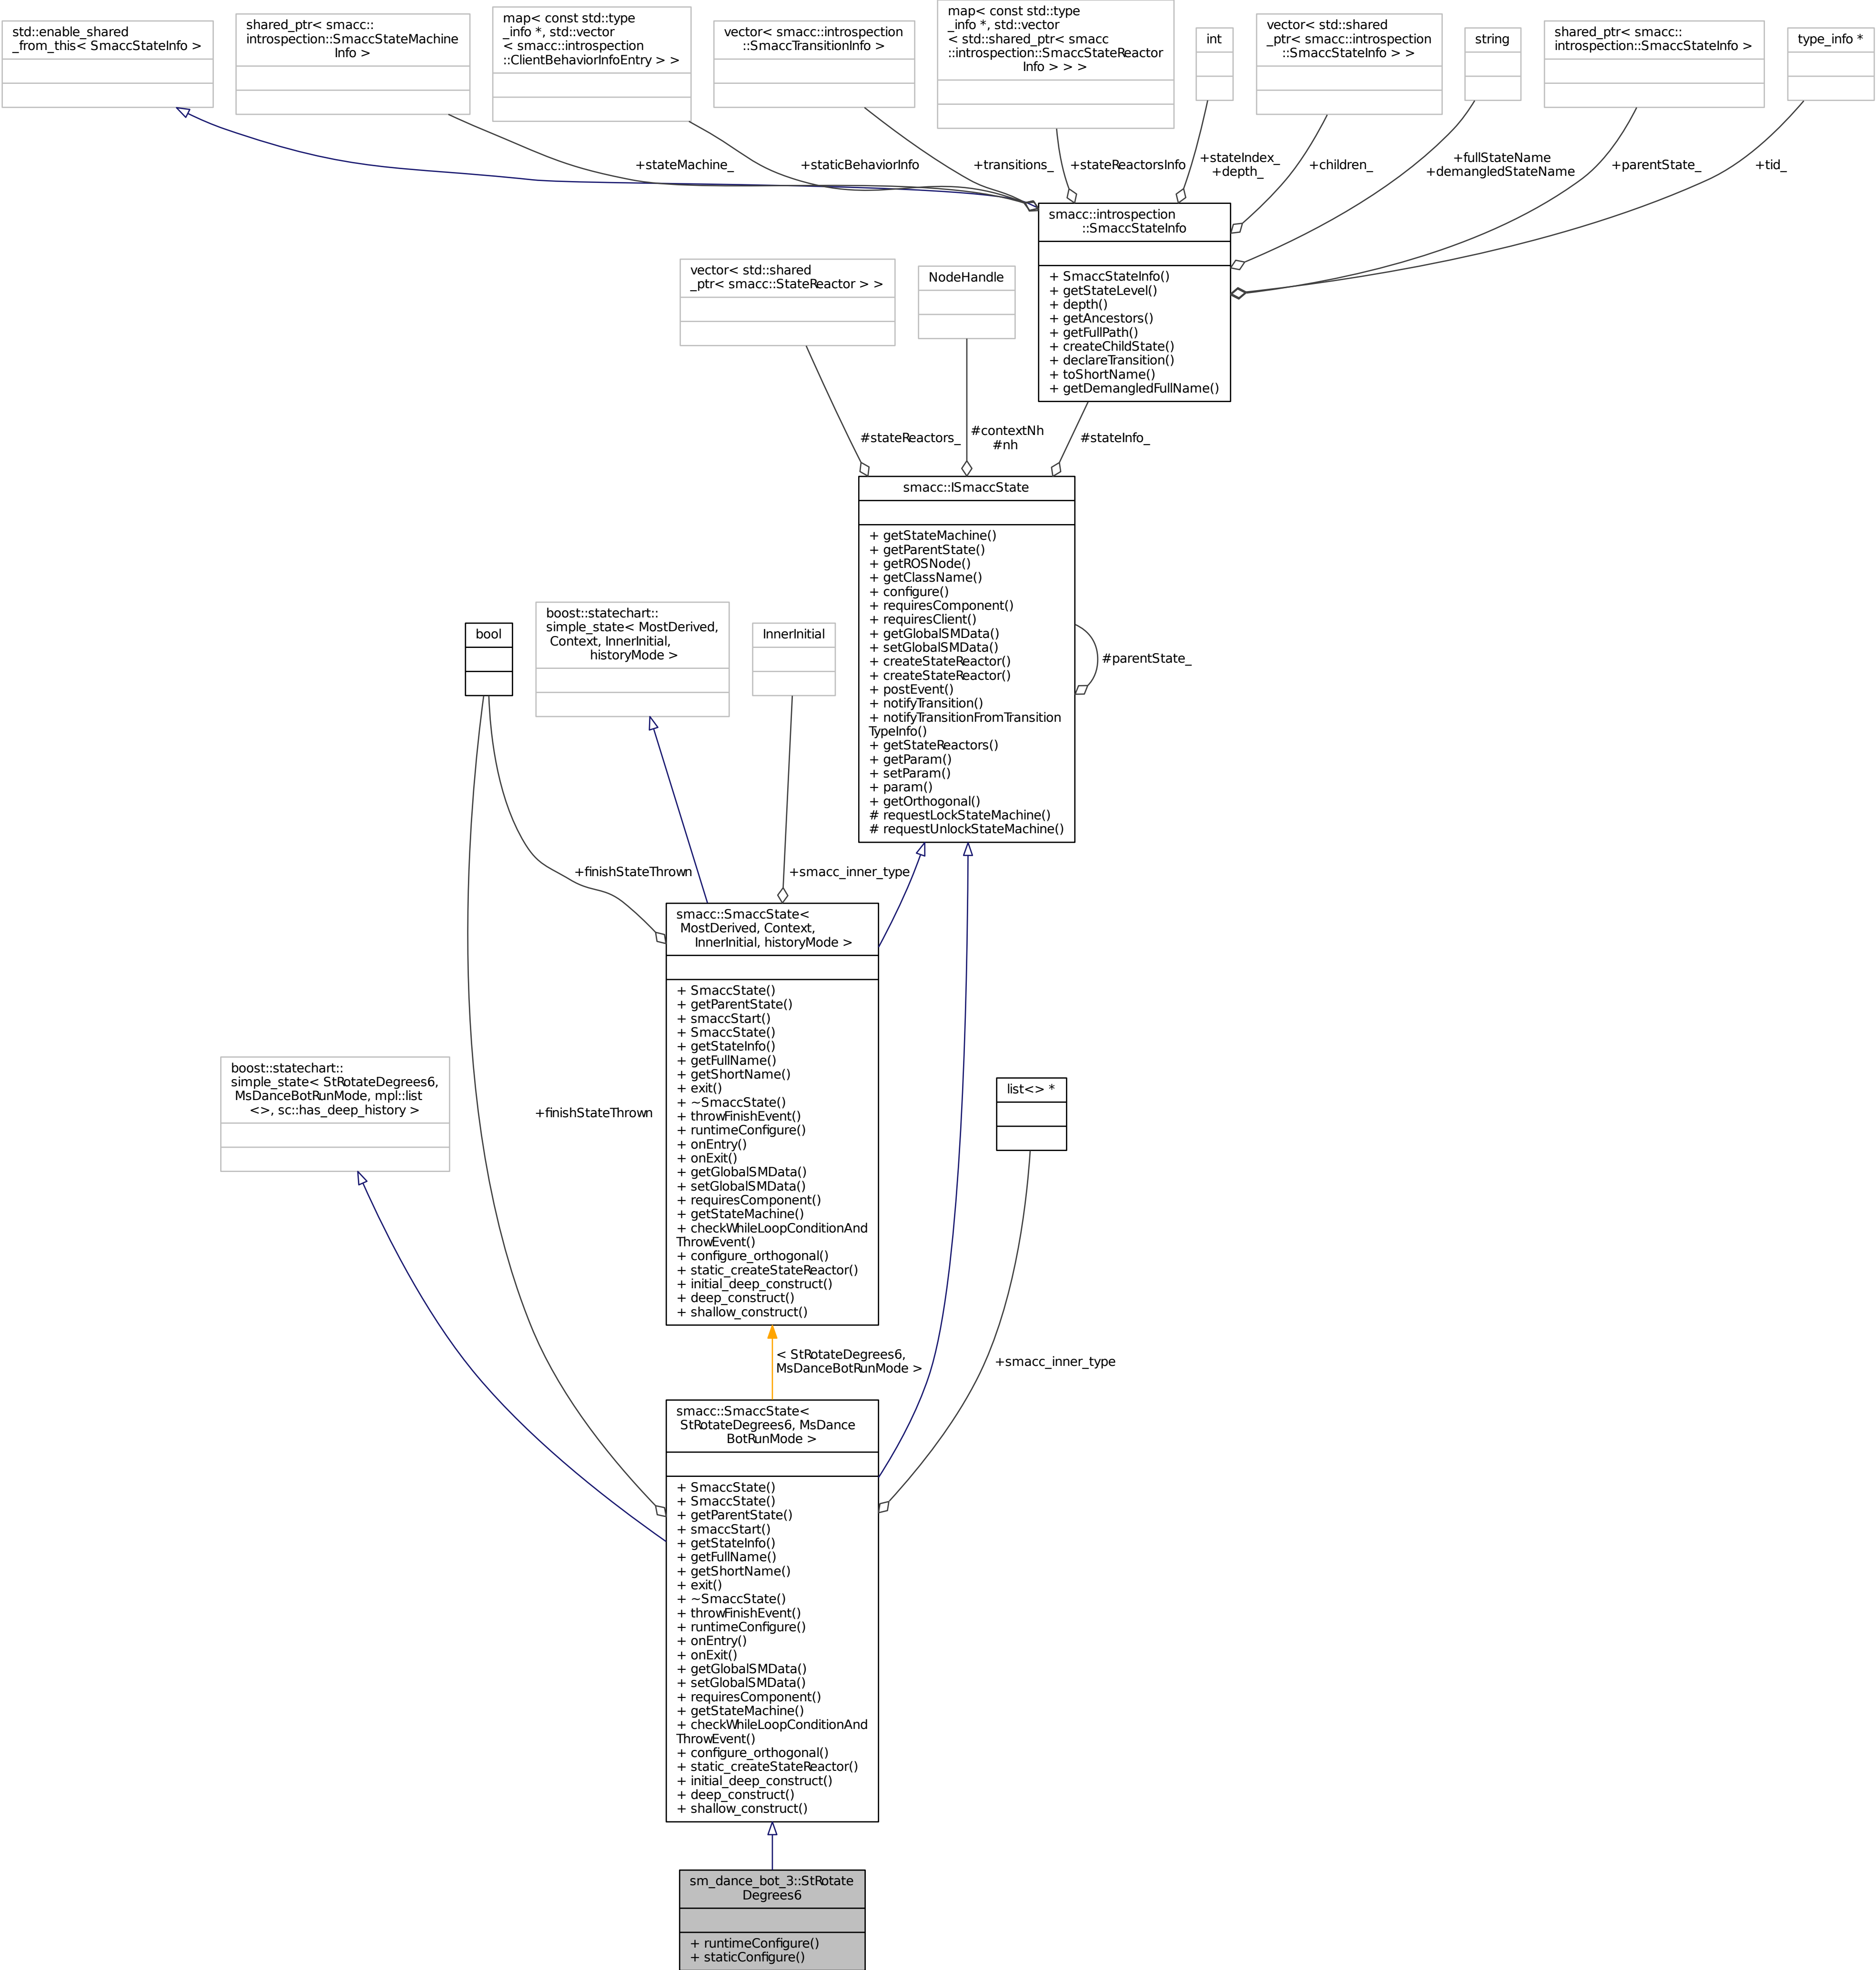 std::enable_shared
_from_this< SmaccStateInfo >
shared_ptr< smacc::
introspection::SmaccStateMachine
Info >
map< const std::type
_info *, std::vector
< smacc::introspection
::ClientBehaviorInfoEntry > >
vector< smacc::introspection
::SmaccTransitionInfo >
map< const std::type
_info *, std::vector
< std::shared_ptr< smacc
::introspection::SmaccStateReactor
Info > > >
int
vector< std::shared
_ptr< smacc::introspection
::SmaccStateInfo > >
string
shared_ptr< smacc::
introspection::SmaccStateInfo >
type_info *
+stateMachine_
+staticBehaviorInfo
+transitions_
+stateReactorsInfo
+stateIndex_
+depth_
+children_
+fullStateName
+demangledStateName
+parentState_
+tid_
smacc::introspection
::SmaccStateInfo
+ SmaccStateInfo()
+ getStateLevel()
+ depth()
+ getAncestors()
+ getFullPath()
+ createChildState()
+ declareTransition()
+ toShortName()
+ getDemangledFullName()
vector< std::shared
_ptr< smacc::StateReactor > >
NodeHandle
#stateReactors_
#contextNh
#nh
#stateInfo_
smacc::ISmaccState
+ getStateMachine()
+ getParentState()
+ getROSNode()
+ getClassName()
+ configure()
+ requiresComponent()
+ requiresClient()
+ getGlobalSMData()
+ setGlobalSMData()
+ createStateReactor()
+ createStateReactor()
+ postEvent()
+ notifyTransition()
+ notifyTransitionFromTransition
TypeInfo()
+ getStateReactors()
+ getParam()
+ setParam()
+ param()
+ getOrthogonal()
# requestLockStateMachine()
# requestUnlockStateMachine()
#parentState_
bool
boost::statechart::
simple_state< MostDerived,
Context, InnerInitial,
historyMode >
InnerInitial
+finishStateThrown
+smacc_inner_type
smacc::SmaccState<
MostDerived, Context,
InnerInitial, historyMode >
+ SmaccState()
+ getParentState()
+ smaccStart()
+ SmaccState()
+ getStateInfo()
+ getFullName()
+ getShortName()
+ exit()
+ ~SmaccState()
+ throwFinishEvent()
+ runtimeConfigure()
+ onEntry()
+ onExit()
+ getGlobalSMData()
+ setGlobalSMData()
+ requiresComponent()
+ getStateMachine()
+ checkWhileLoopConditionAnd
ThrowEvent()
+ configure_orthogonal()
+ static_createStateReactor()
+ initial_deep_construct()
+ deep_construct()
+ shallow_construct()
boost::statechart::
simple_state< StRotateDegrees6,
MsDanceBotRunMode, mpl::list
<>, sc::has_deep_history >
+finishStateThrown
list<> *
< StRotateDegrees6,
MsDanceBotRunMode >
+smacc_inner_type
smacc::SmaccState<
StRotateDegrees6, MsDance
BotRunMode >
+ SmaccState()
+ SmaccState()
+ getParentState()
+ smaccStart()
+ getStateInfo()
+ getFullName()
+ getShortName()
+ exit()
+ ~SmaccState()
+ throwFinishEvent()
+ runtimeConfigure()
+ onEntry()
+ onExit()
+ getGlobalSMData()
+ setGlobalSMData()
+ requiresComponent()
+ getStateMachine()
+ checkWhileLoopConditionAnd
ThrowEvent()
+ configure_orthogonal()
+ static_createStateReactor()
+ initial_deep_construct()
+ deep_construct()
+ shallow_construct()
sm_dance_bot_3::StRotate
Degrees6
+ runtimeConfigure()
+ staticConfigure()